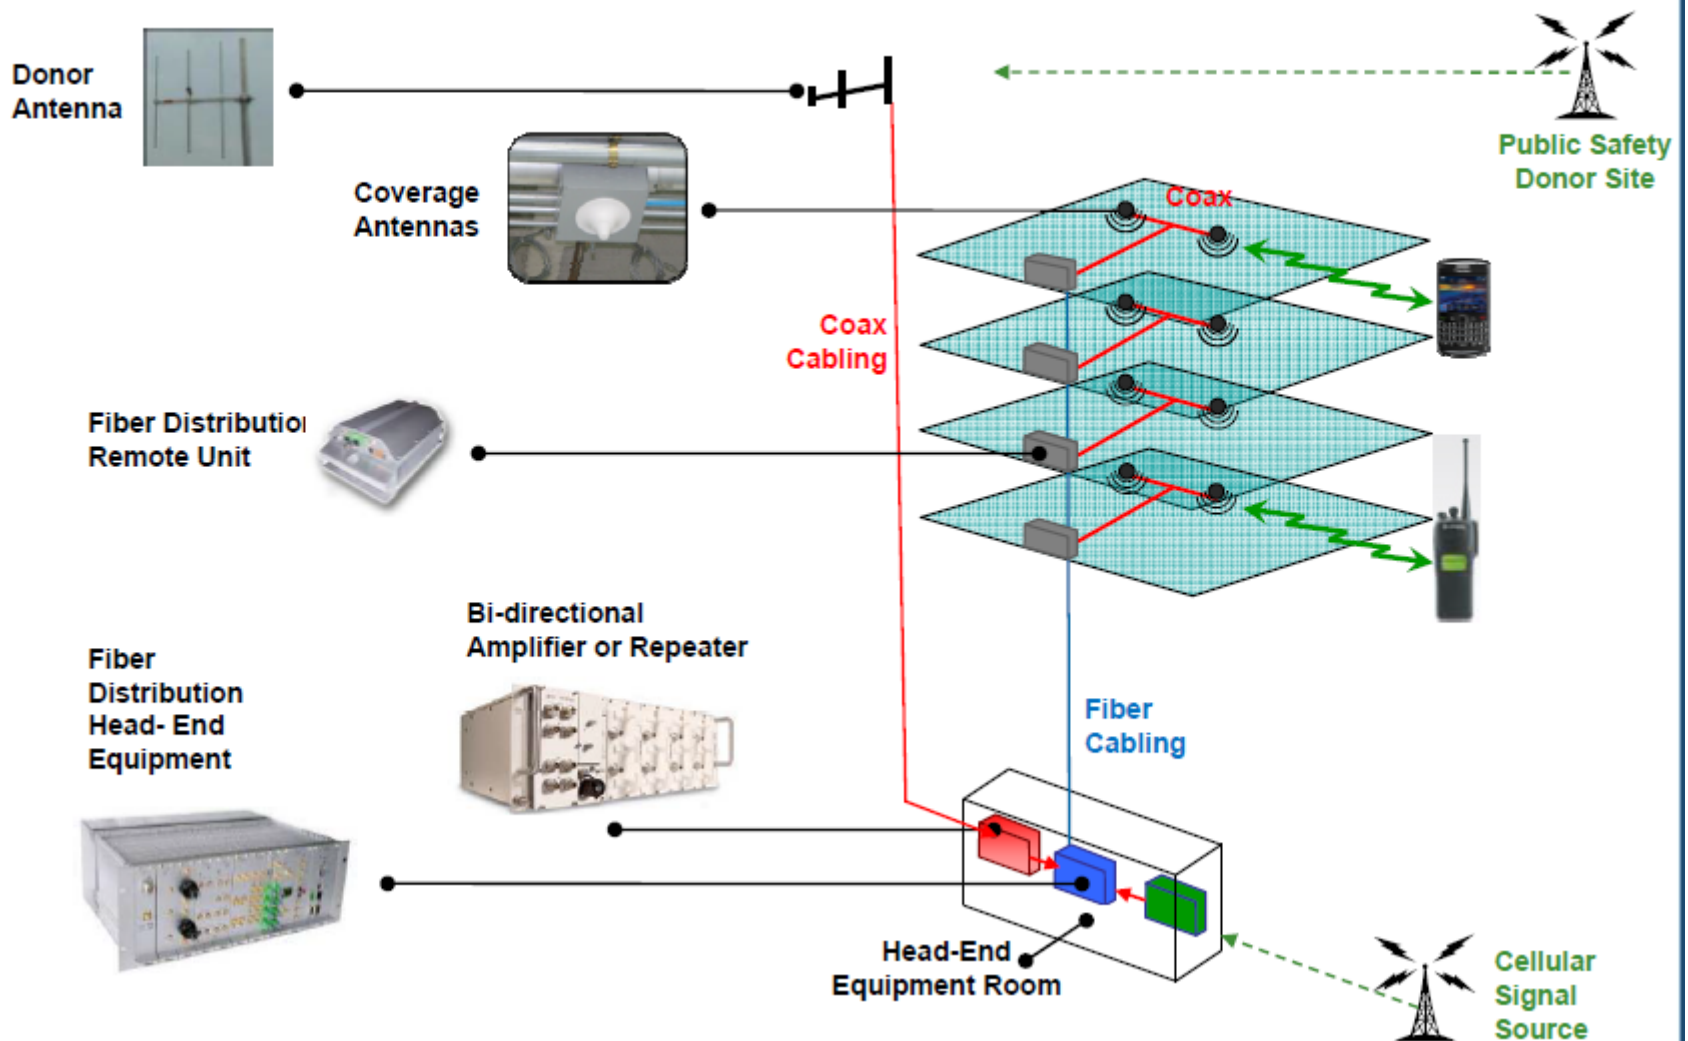 Donor
Antenna
Public Safety
Donor Site
Coverage
Antennas
Coax
Coax
Cabling
Fiber Distributior
Remote Unit
Bi-directional
Amplifier or Repeater
Fiber
Distribution
Head- End
Equipment
Fiber
Cabling
Head-End
Equipment Room
Cellular
Signal
Source